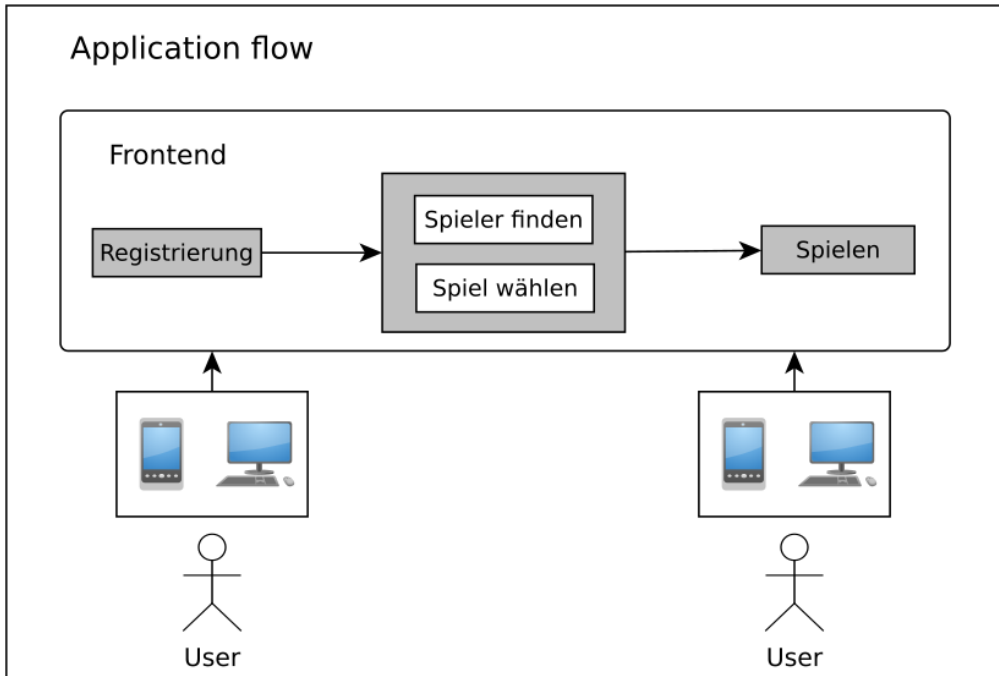 Application flow
Frontend
Registrierung
Spieler finden
Spiel wählen
Spielen
User
User